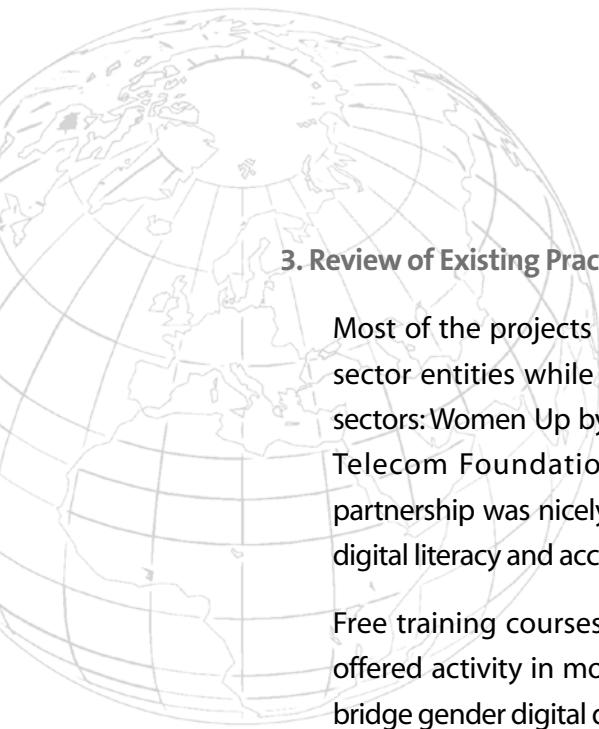 3. Review of Existing Prac
Most of the projects
sector entities while
sectors: Women Up by
Telecom Foundatio
partnership was nicely
digital literacy and acc
Free training courses
offered activity in mo
bridge gender digital d